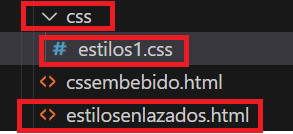 css
# estilos1.css
<> cssembebido.html
<> estilosenlazados.html